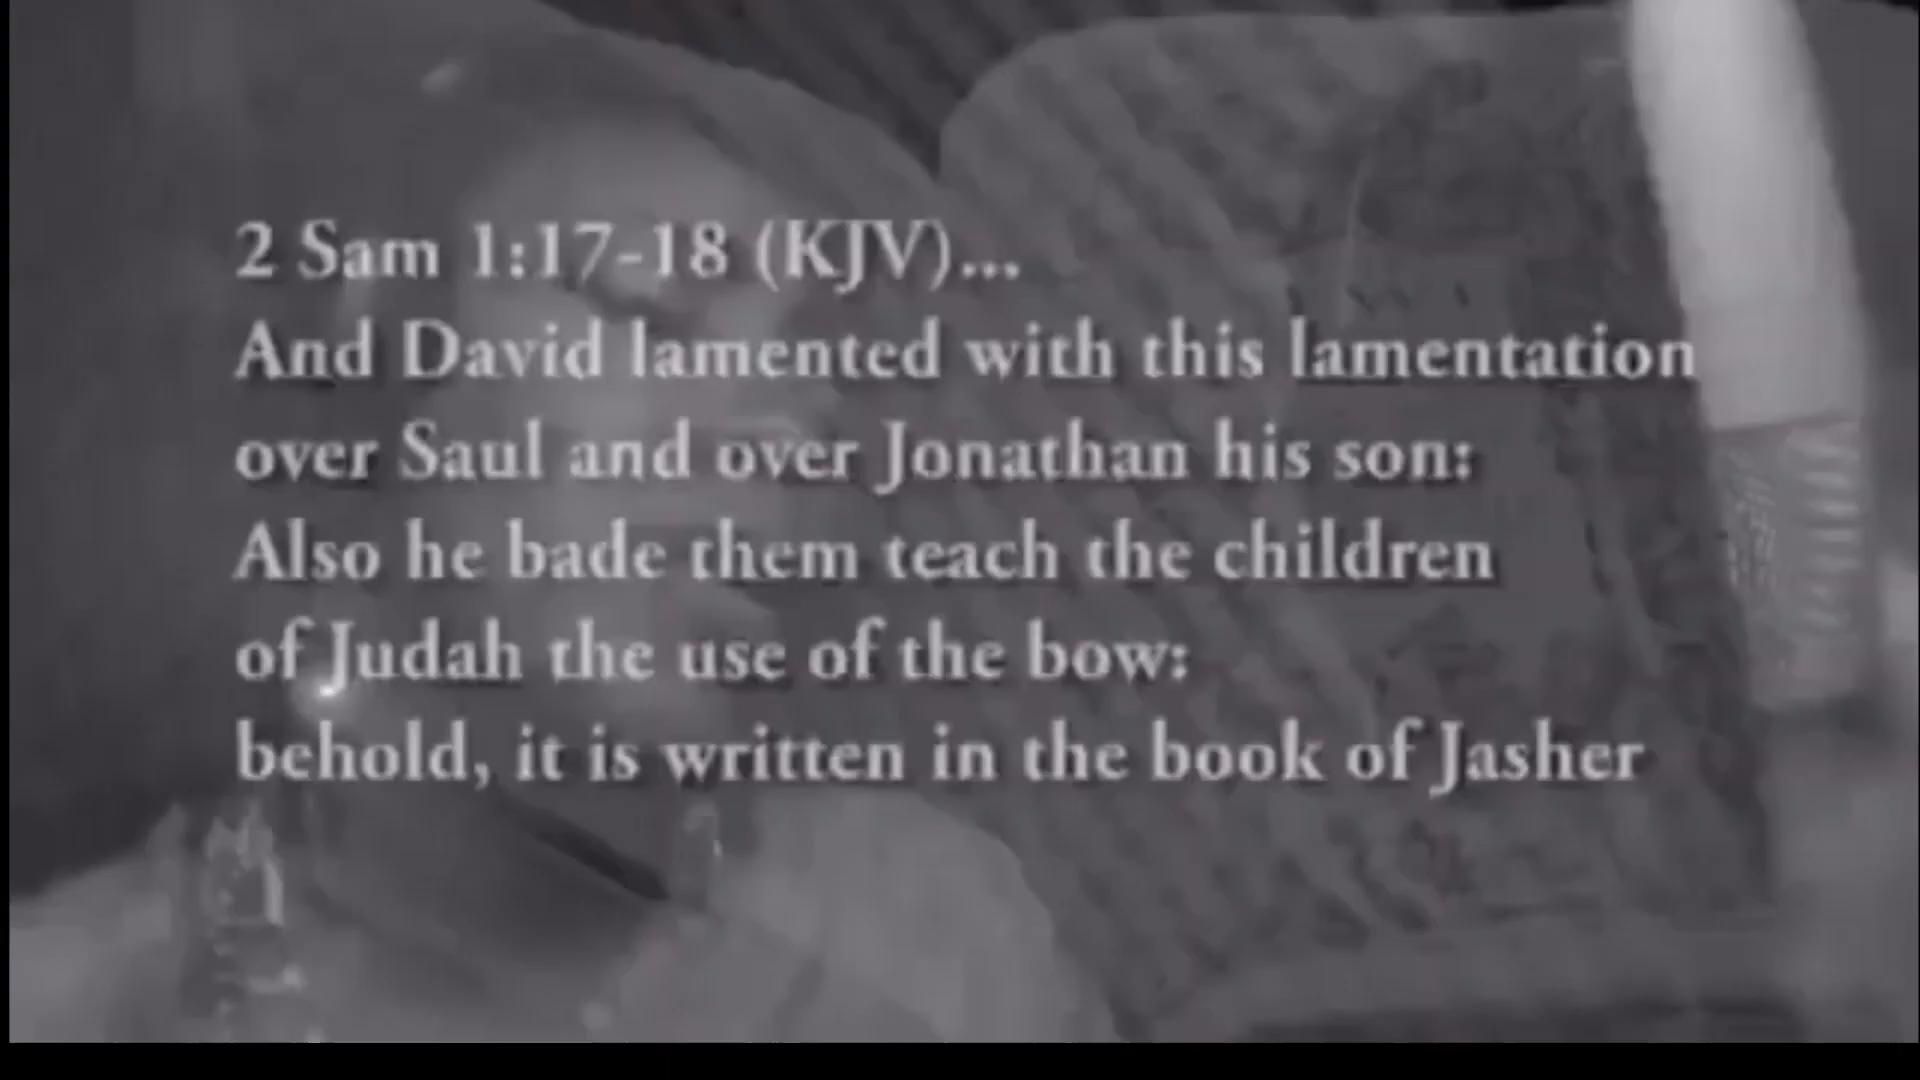 2 Sam 1:17-18 (KJV)...
And David lamented with this lamentation
over Saul and over Jonathan his son:
Also he bade them teach the children
of Judah the use of the bow:
behold, it is written in the book of Jasher